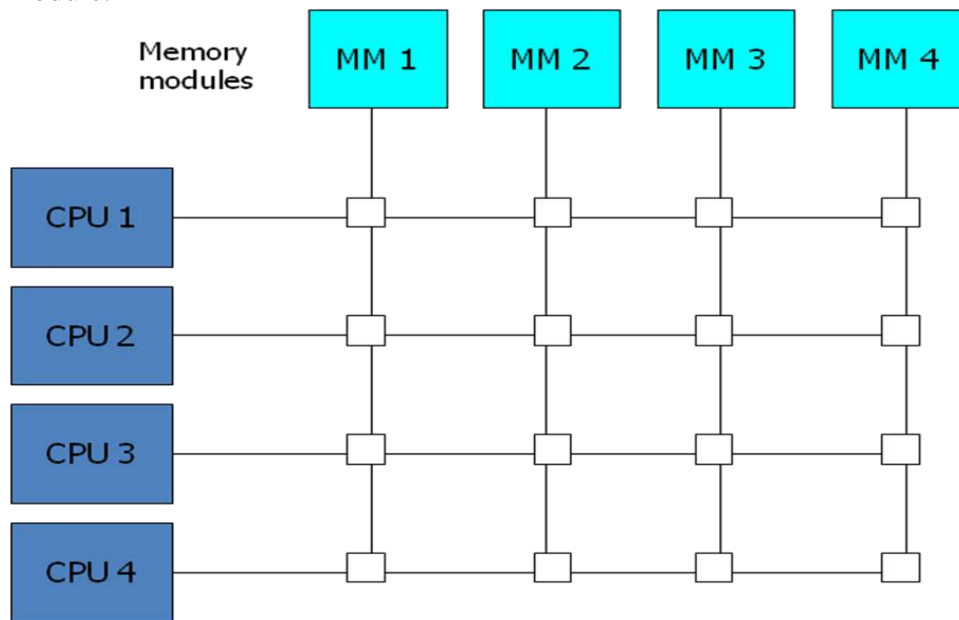 Memory
modules
MM 1
MM 2
MM 3
MM 4
CPU 1
CPU 2
CPU 3
CPU 4